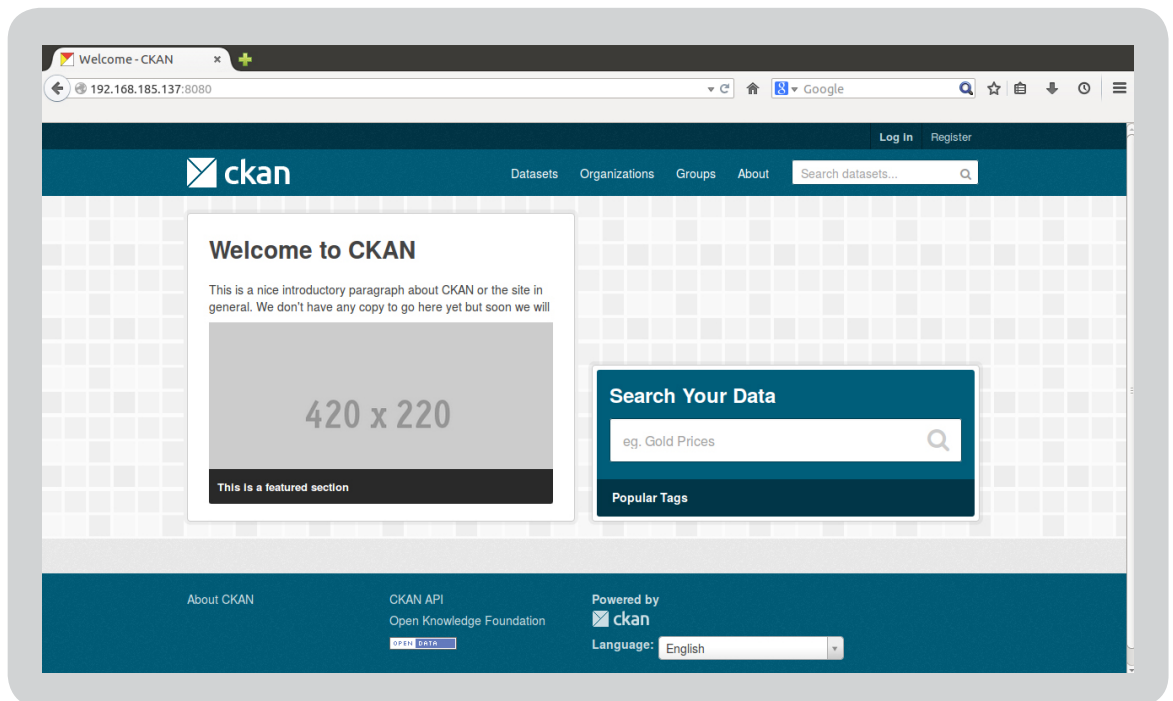 Welcome - CKAN
192.168.185.137:8080
Google
Log In Register
ckan
Datasets Organizations Groups About Search datasets...
Welcome to CKAN
This is a nice introductory paragraph about CKAN or the site in
general. We don't have any copy to go here yet but soon we will
420 x 220
This is a featured section
Search Your Data
eg. Gold Prices
Popular Tags
About CKAN
CKAN API
Open Knowledge Foundation
OPEN DATA
Powered by
ckan
Language: English